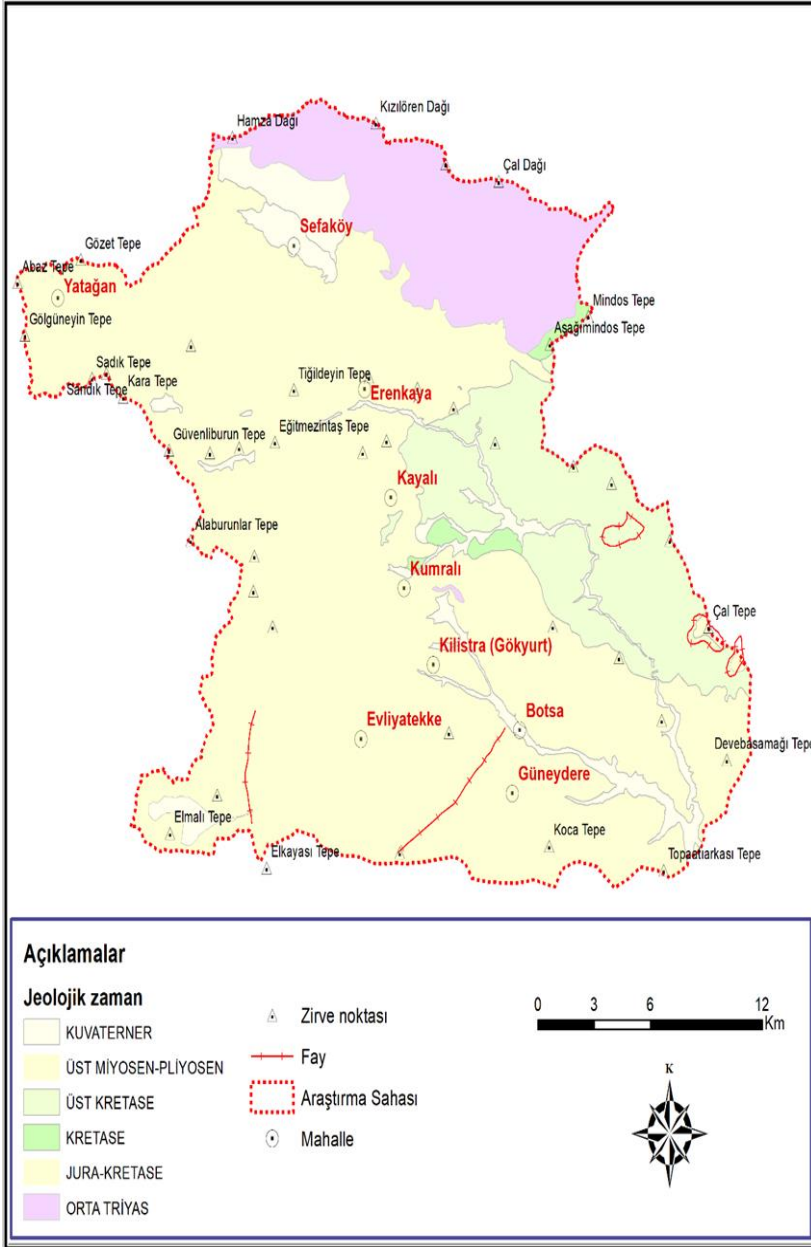 Kızılören Dağı
Hamza Dağı
Çal Dağı
Sefaköy
Gözet Tepe
Abaz Tepe
Yatağan
Mindos Tepe
Gölgüneyin Tepe
Aşağımindos Tepe
Sadık Tepe
Sandık Tepe
Kara Tepe
Tiğildeyin Tepe
Erenkaya
Güvenliburun Tepe
Eğitmezintaş Tepe
Kayalı
Alaburunlar Tepe
Kumralı
Çal Tepe
Kilistra (Gökyurt)
Botsa
Evliyatekke
Devebasamağı Tepe
Güneydere
Elmalı Tepe
Koca Tepe
Elkayası Tepe
Topaatıarkası Tepe
Açıklamalar
Jeolojik zaman
KUVATERNER
ÜST MİYOSEN-PLİYOSEN
ÜST KRETASE
KRETASE
JURA-KRETASE
ORTA TRİYAS
Zirve noktası
Fay
Araştırma Sahası
Mahalle
0 3 6 12
Km
K